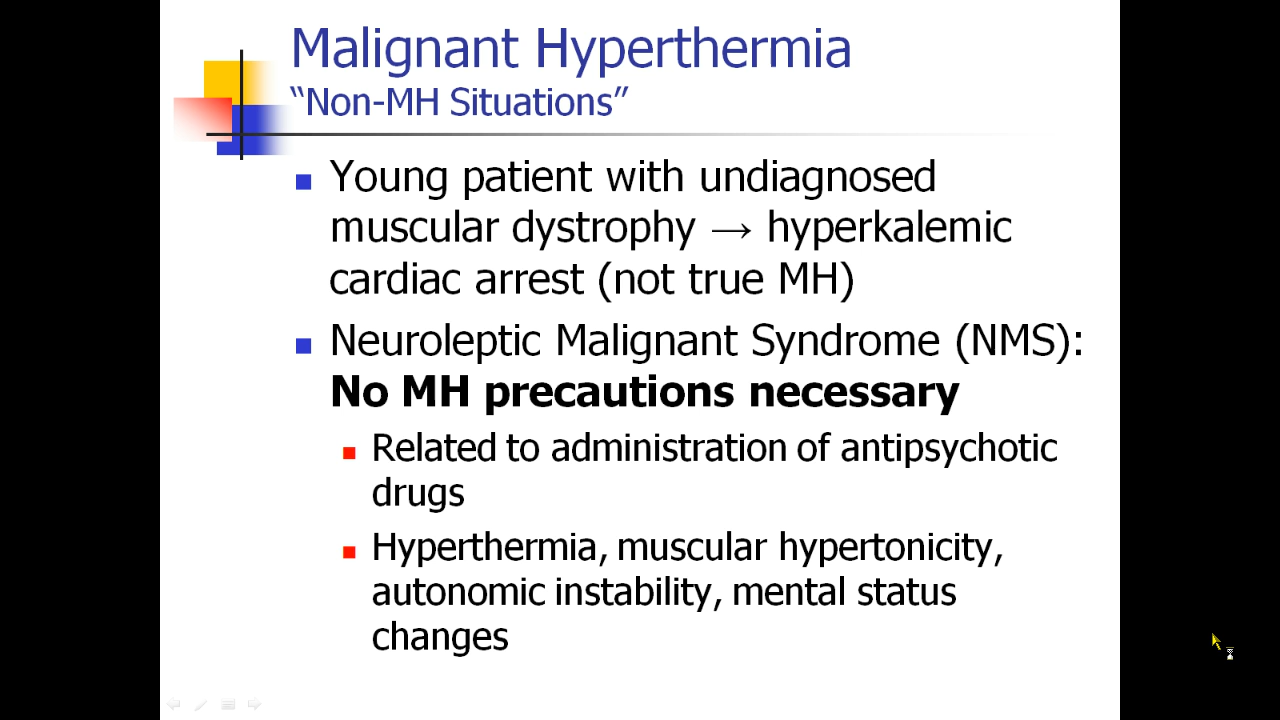 Malignant Hyperthermia
“Non-MH Situations”
Young patient with undiagnosed
muscular dystrophy → hyperkalemic
cardiac arrest (not true MH)
Neuroleptic Malignant Syndrome (NMS):
No MH precautions necessary
Related to administration of antipsychotic
drugs
Hyperthermia, muscular hypertonicity,
autonomic instability, mental status
changes